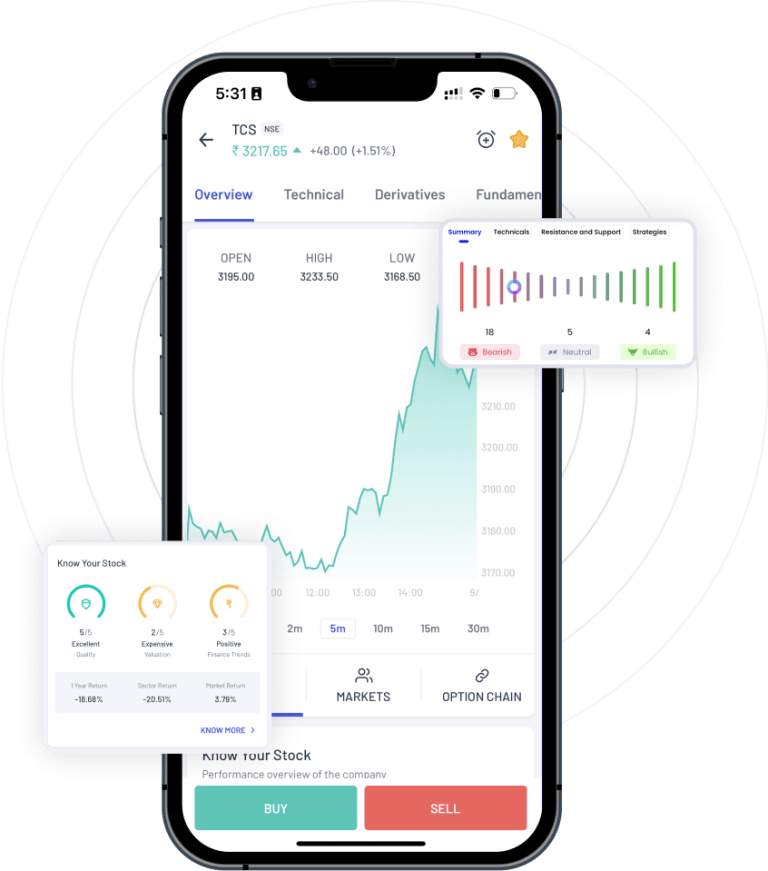 5:31
TCS NSE
₹ 3217.65 +48.00 (+1.51%)
Overview Technical Derivatives Fundamen
OPEN HIGH LOW
3195.00 3233.50 3168.50
Summary Technicals Resistance and Support Strategies
18 5 4
Bearish Neutral Bullish
3210.00
3200.00
3190.00
3180.00
3170.00
00 12:00 13:00 14:00 9/
2m 5m 10m 15m 30m
MARKETS OPTION CHAIN
Know Your Stock
5/5 2/5 3/5
Excellent Expensive Positive
Quality Valuation Finance Trends
1 Year Return Sector Return Market Return
-18.68% -20.51% 3.79%
KNOW MORE >
Know Your Stock
Performance overview of the company
BUY SELL